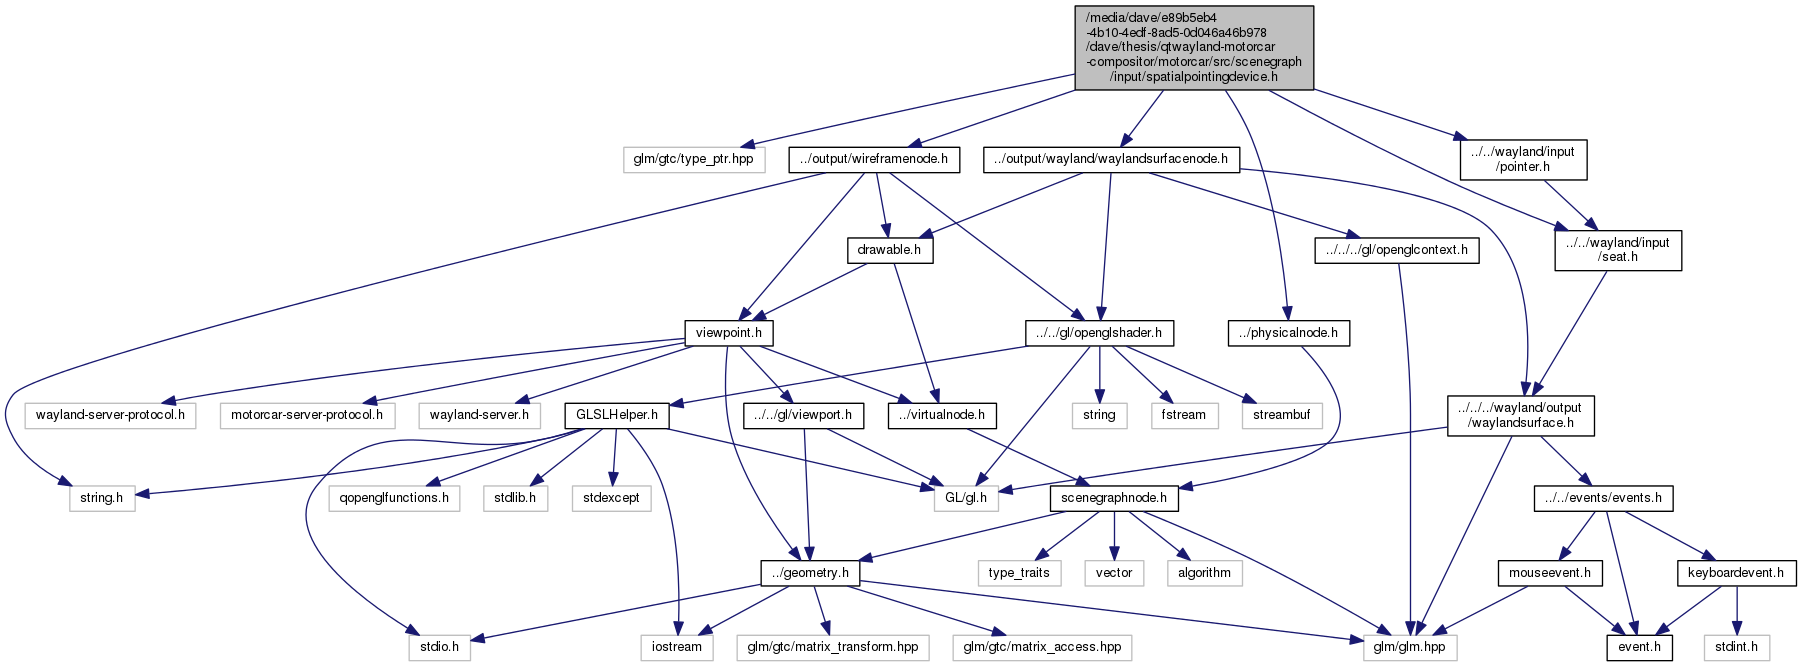 /media/dave/e89b5eb4
-4b10-4edf-8ad5-0d046a46b978
/dave/thesis/qtwayland-motorcar
-compositor/motorcar/src/scenegraph
/input/spatialpointingdevice.h
glm/gtc/type_ptr.hpp
../output/wireframenode.h
../output/wayland/waylandsurfacenode.h
../../wayland/input
/pointer.h
drawable.h
../../../gl/openglcontext.h
../../wayland/input
/seat.h
viewpoint.h
../../gl/openglshader.h
../physicalnode.h
wayland-server-protocol.h
motorcar-server-protocol.h
wayland-server.h
GLSLHelper.h
../../gl/viewport.h
../virtualnode.h
string
fstream
streambuf
../../../wayland/output
/waylandsurface.h
string.h
qopenglfunctions.h
stdlib.h
stdexcept
GL/gl.h
scenegraphnode.h
../../events/events.h
../geometry.h
type_traits
vector
algorithm
mouseevent.h
keyboardevent.h
stdio.h
iostream
glm/gtc/matrix_transform.hpp
glm/gtc/matrix_access.hpp
glm/glm.hpp
event.h
stdint.h